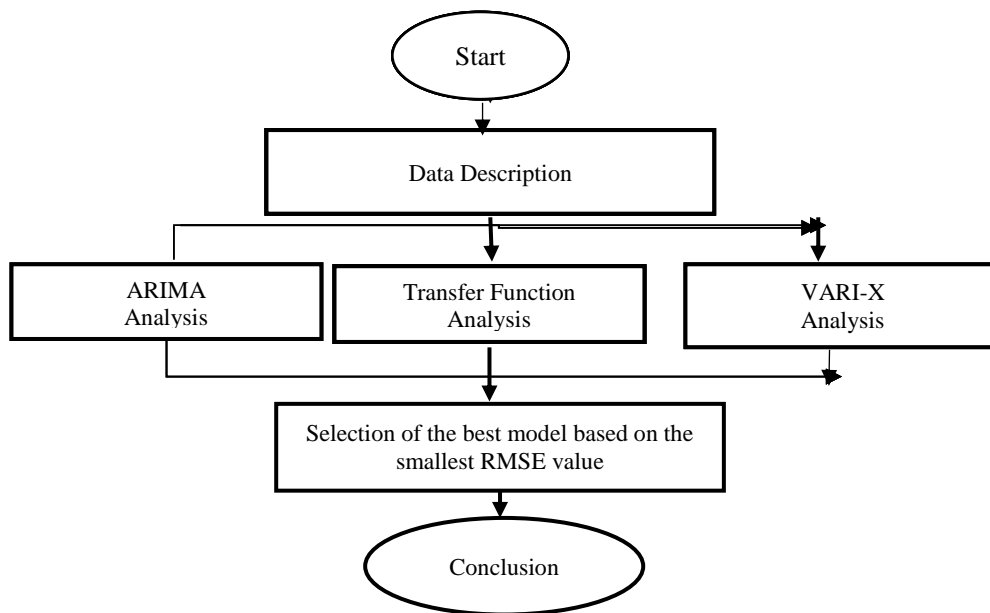 Start
Data Description
ARIMA
Analysis
Transfer Function
Analysis
VARI-X
Analysis
Selection of the best model based on the
smallest RMSE value
Conclusion